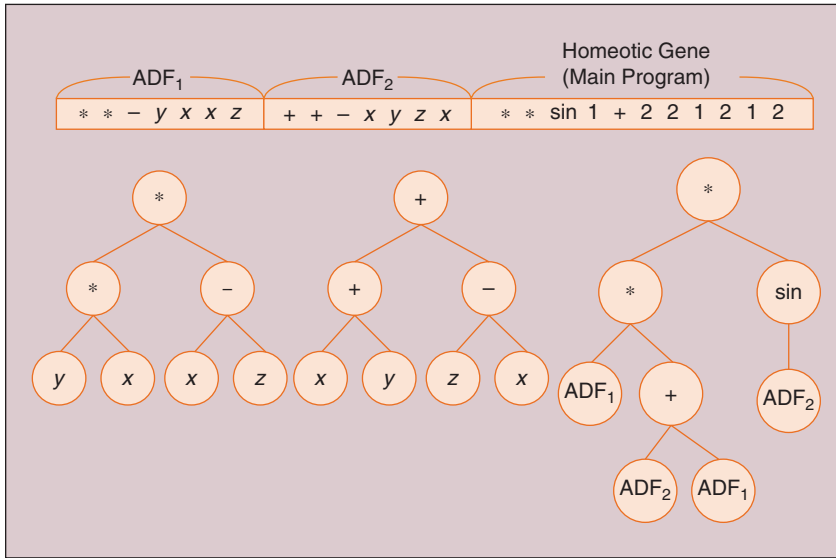 Homeotic Gene
(Main Program)
ADF1 ADF2
* * – y x x z + + – x y z x * * sin 1 + 2 2 1 2 1 2
* + *
* – + – * sin
y x x z x y z x ADF1 + ADF2
ADF2 ADF1